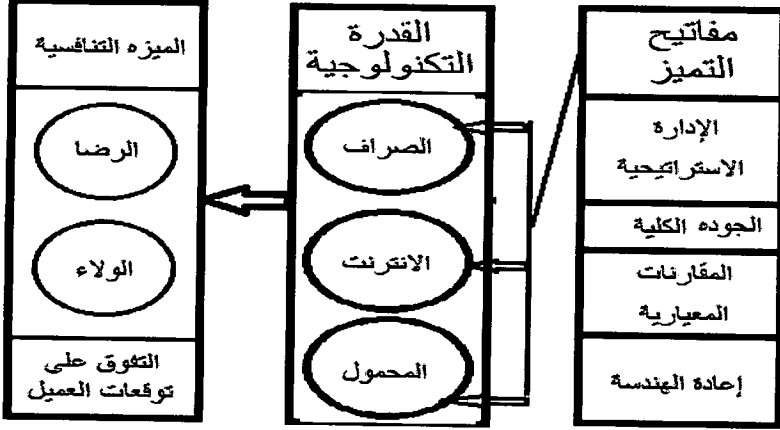 مفاتيح
التميز
الإدارة
الاستراتيجية
الجوده الكلية
المقارنات
المعيارية
إعادة الهندسة
القدرة
التكنولوجية
الصراف
الانترنت
المحمول
الميزه التنافسية
الرضا
الولاء
التفوق على
توقعات العميل